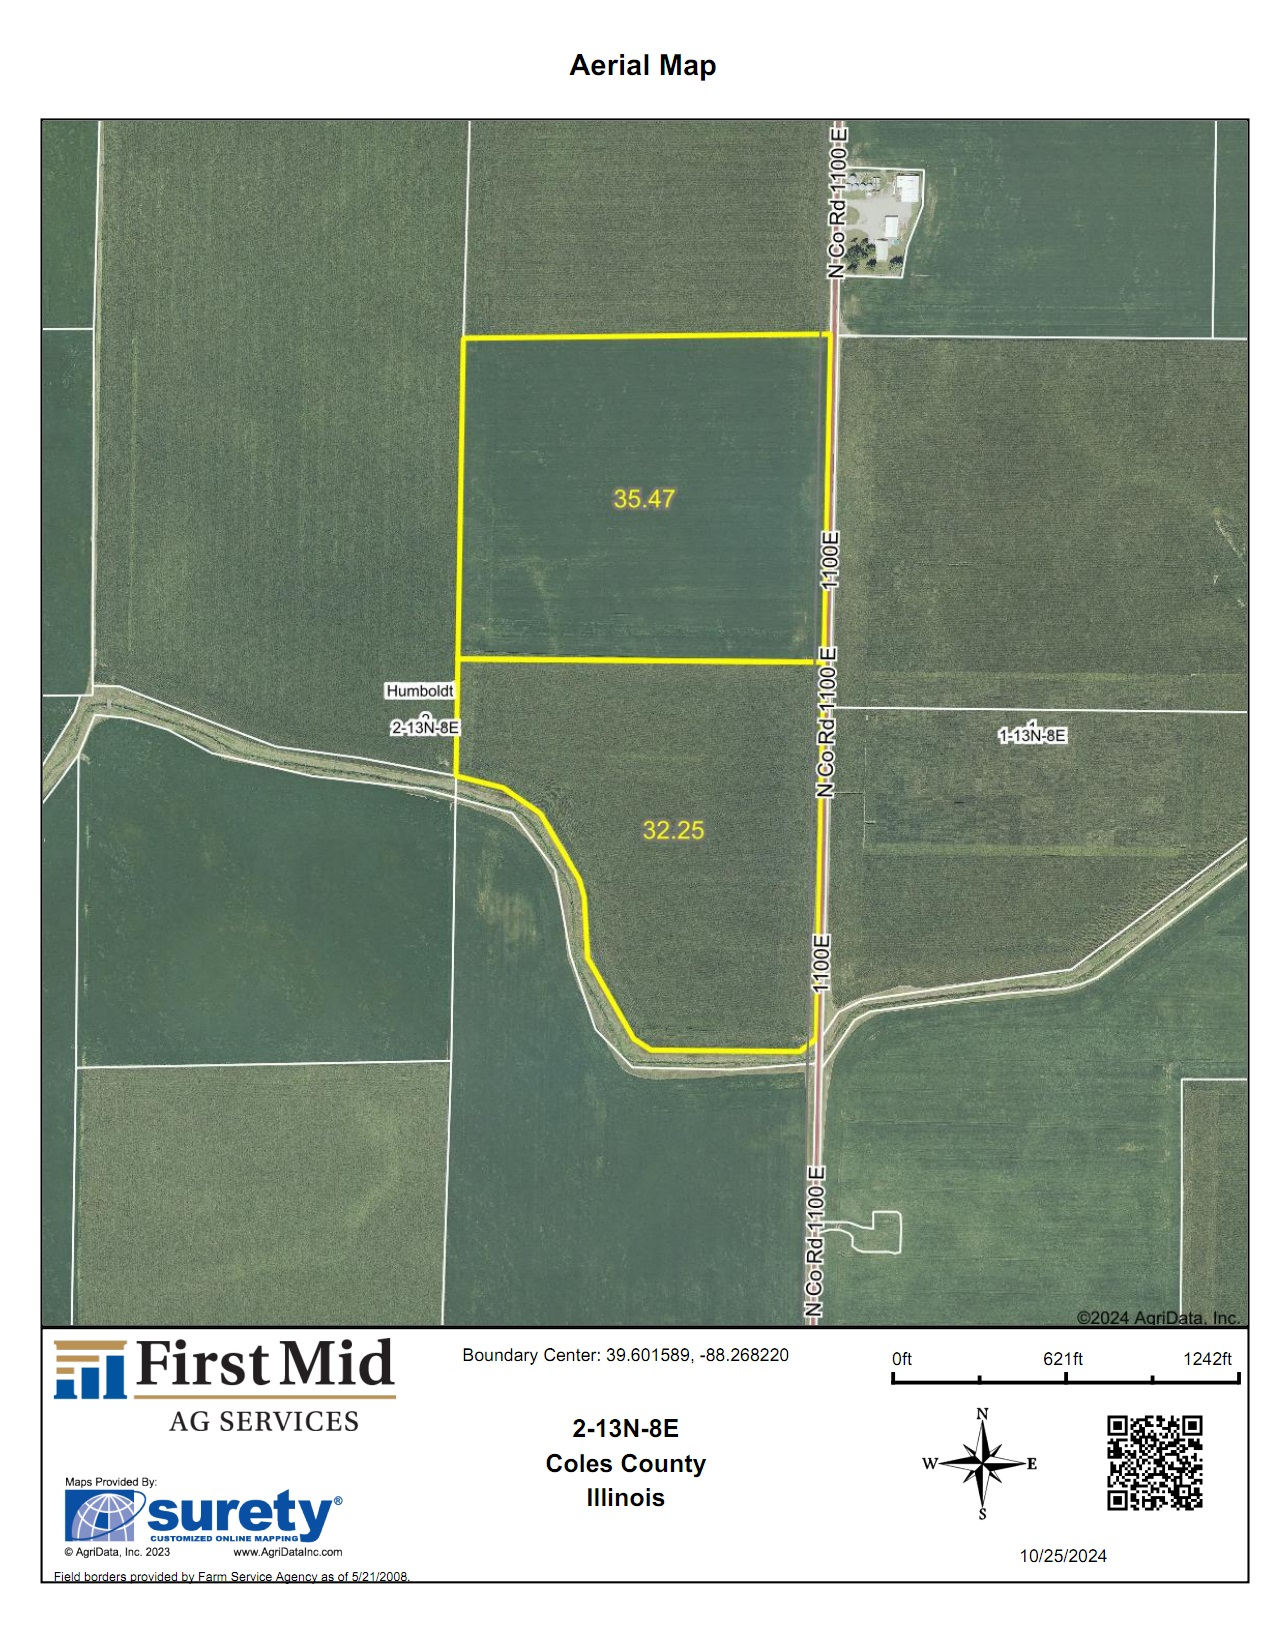 Aerial Map
N Co Rd 1100 E
35.47
1100E
N Co Rd 1100 E
Humboldt
2
2-13N-8E
1
1-13N-8E
32.25
1100E
N Co Rd 1100 E
©2024 AgriData, Inc.
First Mid
AG SERVICES
Boundary Center: 39.601589, -88.268220
0ft 621ft 1242ft
2-13N-8E
Coles County
Illinois
N
W E
S
Maps Provided By:
surety®
CUSTOMIZED ONLINE MAPPING
© AgriData, Inc. 2023 www.AgriDataInc.com
10/25/2024
Field borders provided by Farm Service Agency as of 5/21/2008.